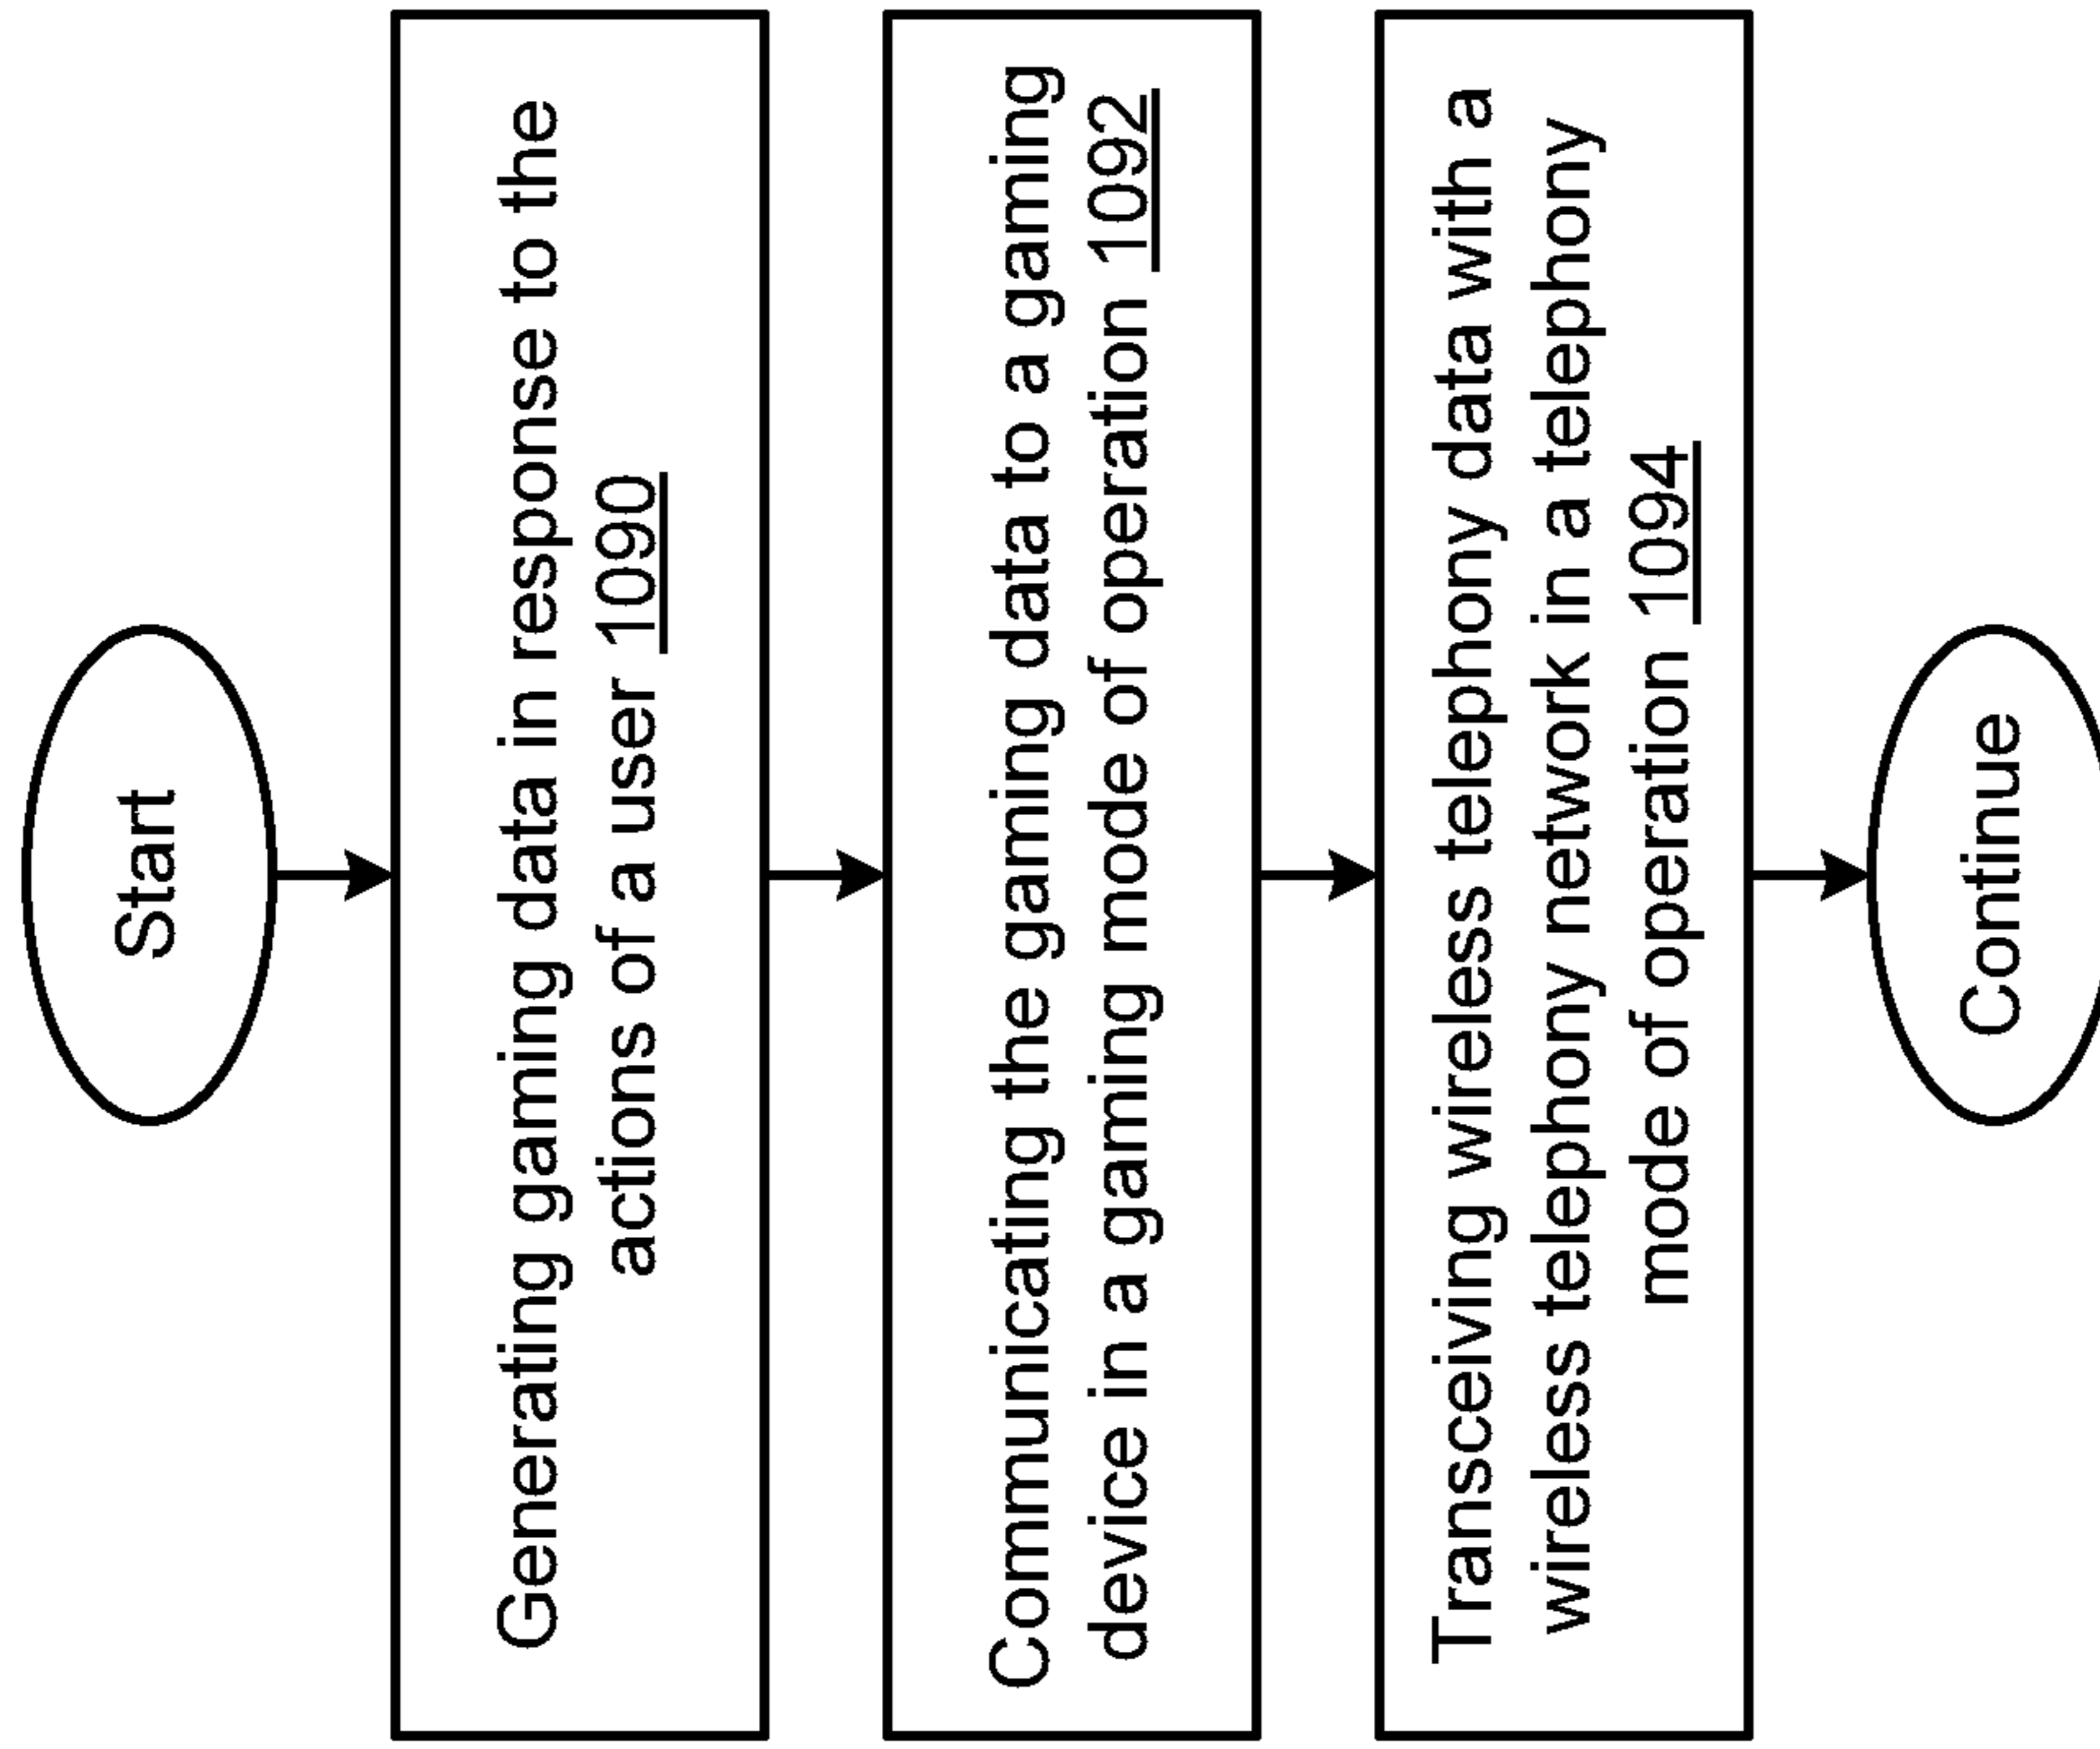 Start
Generating gaming data in response to the
actions of a user 1090
Communicating the gaming data to a gaming
device in a gaming mode of operation 1092
Transceiving wireless telephony data with a
wireless telephony network in a telephony
mode of operation 1094
Continue